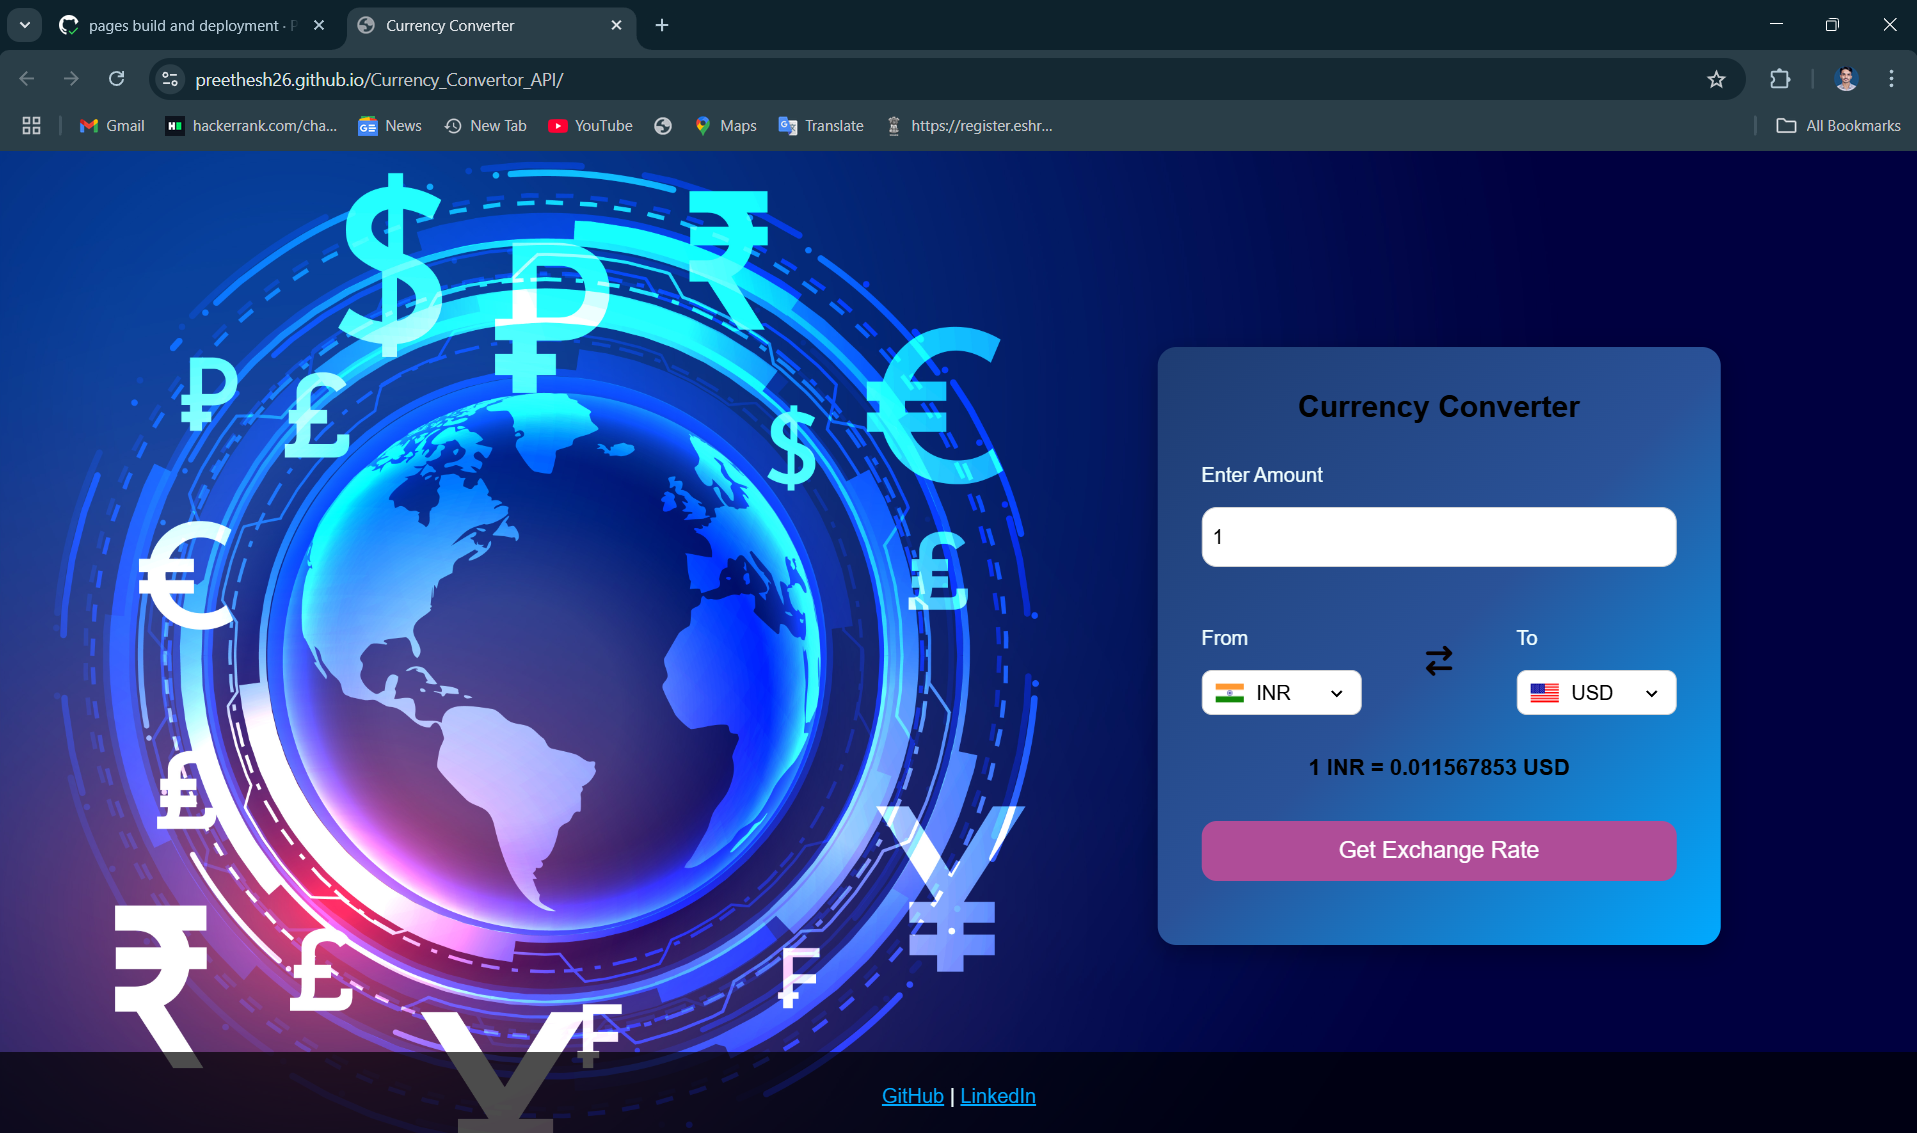 pages build and deployment · P
Currency Converter
preethesh26.github.io/Currency_Convertor_API/
Gmail
hackerrank.com/cha...
News
New Tab
YouTube
Maps
Translate
https://register.eshr...
All Bookmarks
Currency Converter
Enter Amount
1
From
To
INR
USD
1 INR = 0.011567853 USD
Get Exchange Rate
GitHub | LinkedIn